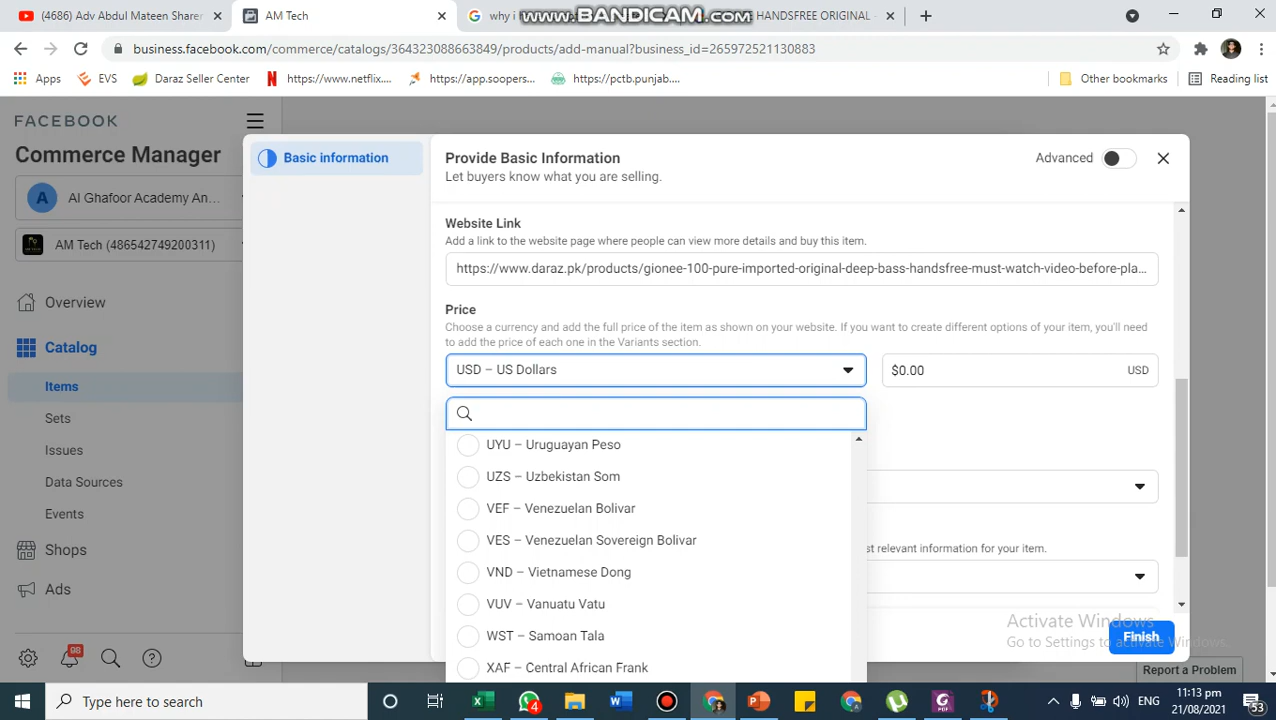 (4686) Adv Abdul Mateen Sharif
AM Tech
why i
www.BANDICAM.com
HANDSFREE ORIGINAL -
business.facebook.com/commerce/catalogs/364323088663849/products/add-manual?business_id=265972521130883
Apps
EVS
Daraz Seller Center
https://www.netflix....
https://app.soopers...
https://pctb.punjab....
Other bookmarks
Reading list
FACEBOOK
Commerce Manager
A
Al Ghafoor Academy An...
AM Tech (486542749200311)
Overview
Catalog
Items
Sets
Issues
Data Sources
Events
Shops
Ads
98
Basic information
Provide Basic Information
Let buyers know what you are selling.
Advanced
Website Link
Add a link to the website page where people can view more details and buy this item.
https://www.daraz.pk/products/gionee-100-pure-imported-original-deep-bass-handsfree-must-watch-video-before-pla...
Price
Choose a currency and add the full price of the item as shown on your website. If you want to create different options of your item, you'll need
to add the price of each one in the Variants section.
USD – US Dollars
$0.00
USD
UYU – Uruguayan Peso
UZS – Uzbekistan Som
VEF – Venezuelan Bolivar
VES – Venezuelan Sovereign Bolivar
VND – Vietnamese Dong
VUV – Vanuatu Vatu
WST – Samoan Tala
XAF – Central African Frank
st relevant information for your item.
Activate Windows
Go to Settings to activate Windows.
Finish
Report a Problem
Type here to search
4
ENG
11:13 pm
21/08/2021
53